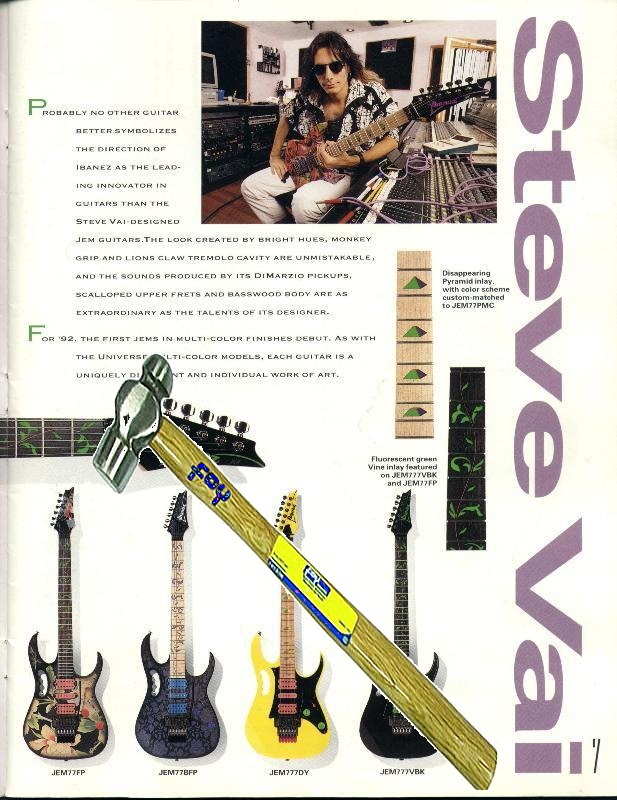 PROBABLY NO OTHER GUITAR
BETTER SYMBOLIZES
THE DIRECTION OF
IBANEZ AS THE LEAD-
ING INNOVATOR IN
GUITARS THAN THE
STEVE VAI-DESIGNED
JEM GUITARS.THE LOOK CREATED BY BRIGHT HUES, MONKEY
GRIP AND LIONS CLAW TREMOLO CAVITY ARE UNMISTAKABLE,
AND THE SOUNDS PRODUCED BY ITS DIMARZIO PICKUPS,
SCALLOPED UPPER FRETS AND BASSWOOD BODY ARE AS
EXTRAORDINARY AS THE TALENTS OF ITS DESIGNER.
FOR '92, THE FIRST JEMS IN MULTI-COLOR FINISHES DEBUT. AS WITH
THE UNIVERSE LTI-COLOR MODELS, EACH GUITAR IS A
UNIQUELY DI NT AND INDIVIDUAL WORK OF ART.
Steve Vai
Disappearing
Pyramid inlay,
with color scheme
custom-matched
to JEM77PMC
Fluorescent green
Vine inlay featured
on JEM777VBK
and JEM77FP
JEM77FP
JEM77BFP
JEM777DY
JEM777VBK